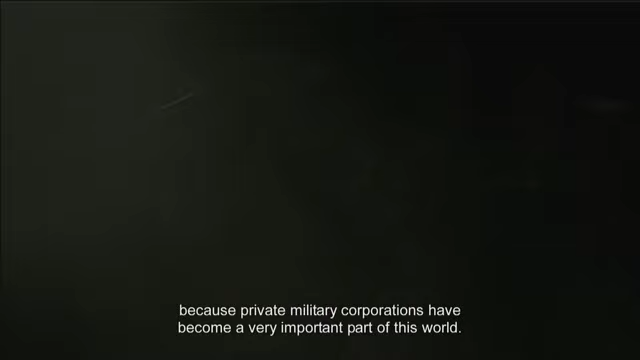 because private military corporations have
become a very important part of this world.